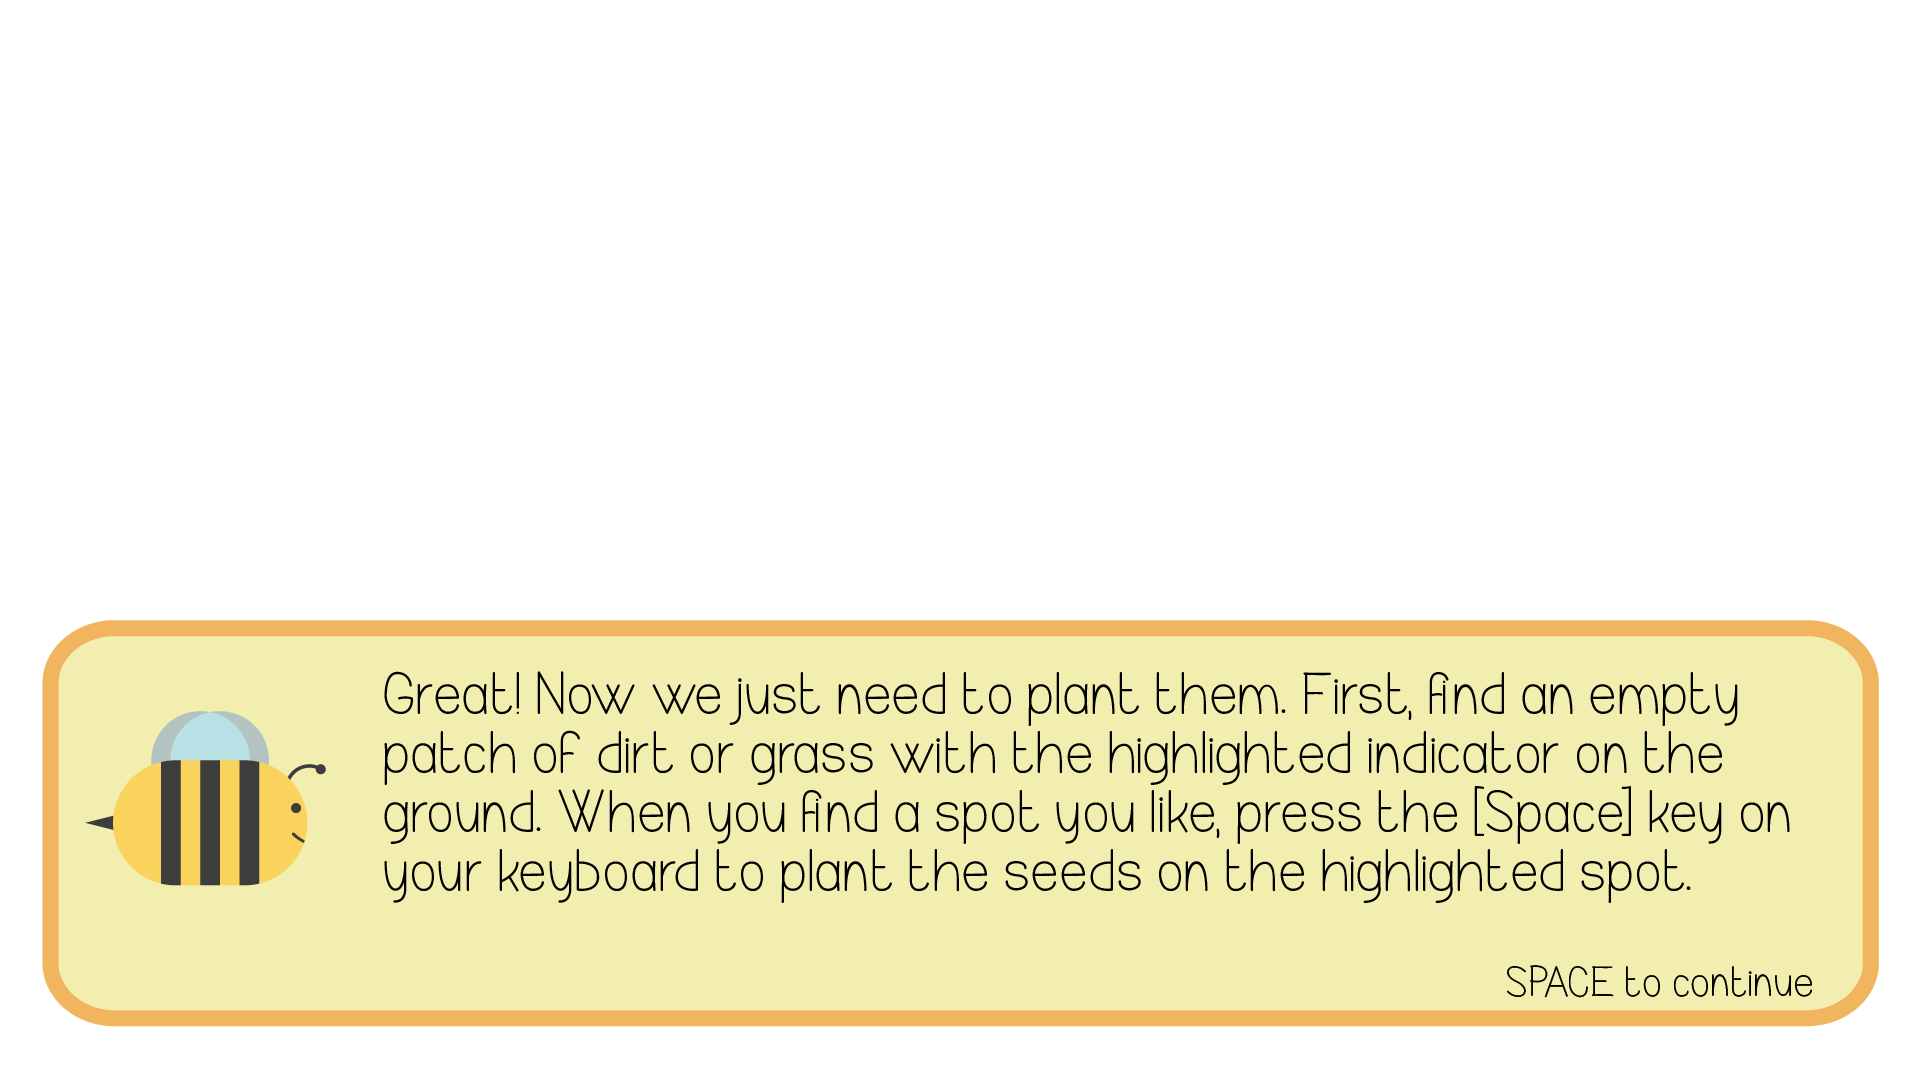 Great! Now we just need to plant them. First, find an empty
patch of dirt or grass with the highlighted indicator on the
ground. When you find a spot you like, press the [Space] key on
your keyboard to plant the seeds on the highlighted spot.
SPACE to continue